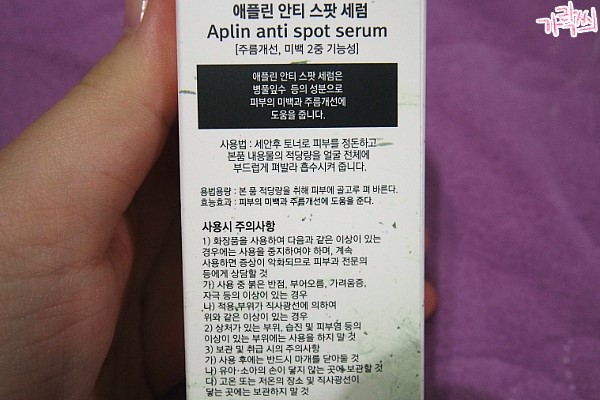 애플린 안티 스팟 세럼
Aplin anti spot serum
[주름개선, 미백 2중 기능성]
애플린 안티 스팟 세럼은
병풀잎수 등의 성분으로
피부의 미백과 주름개선에
도움을 줍니다.
사용법 : 세안후 토너로 피부를 정돈하고
본품 내용물의 적당량을 얼굴 전체에
부드럽게 펴발라 흡수시켜 줍니다.
용법용량 : 본 품 적당량을 취해 피부에 골고루 펴 바른다.
효능효과 : 피부의 미백과 주름개선에 도움을 준다.
사용시 주의사항
1) 화장품을 사용하여 다음과 같은 이상이 있는
경우에는 사용을 중지하여야 하며, 계속
사용하면 증상이 악화되므로 피부과 전문의
등에게 상담할 것
가) 사용 중 붉은 반점, 부어오름, 가려움증,
자극 등의 이상이 있는 경우
나) 적용 부위가 직사광선에 의하여
위와 같은 이상이 있는 경우
2) 상처가 있는 부위, 습진 및 피부염 등의
이상이 있는 부위에는 사용을 하지 말 것
3) 보관 및 취급 시의 주의사항
가) 사용 후에는 반드시 마개를 닫아둘 것
나) 유아·소아의 손이 닿지 않는 곳에 보관할 것
다) 고온 또는 저온의 장소 및 직사광선이
닿는 곳에는 보관하지 말 것